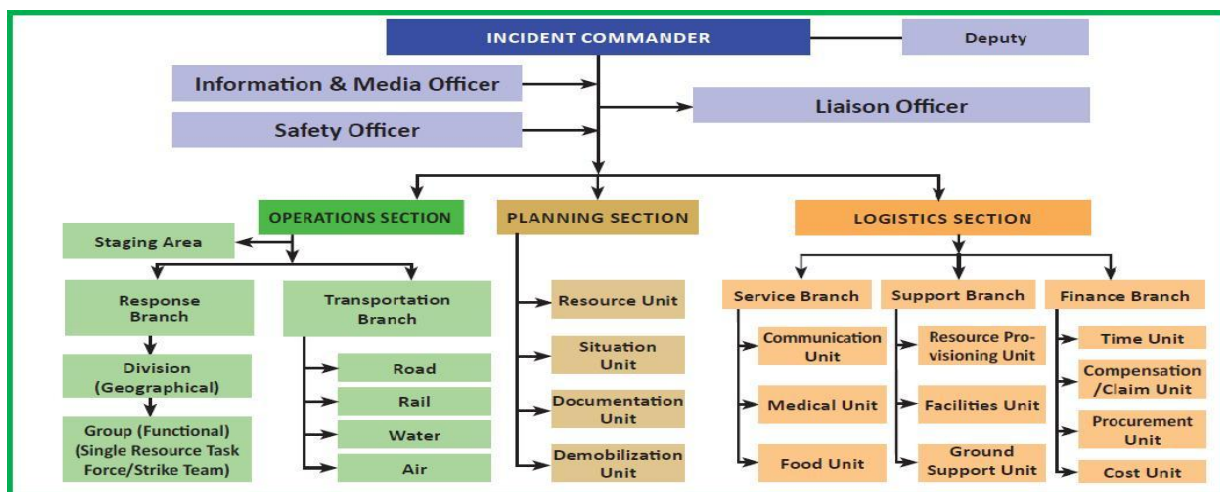 INCIDENT COMMANDER
Deputy
Information & Media Officer
Liaison Officer
Safety Officer
OPERATIONS SECTION
PLANNING SECTION
LOGISTICS SECTION
Staging Area
Response
Branch
Transportation
Branch
Division
(Geographical)
Group (Functional)
(Single Resource Task
Force/Strike Team)
Road
Rail
Water
Air
Resource Unit
Situation
Unit
Documentation
Unit
Demobilization
Unit
Service Branch
Communication
Unit
Medical Unit
Food Unit
Support Branch
Resource Pro-
visioning Unit
Facilities Unit
Ground
Support Unit
Finance Branch
Time Unit
Compensation
/Claim Unit
Procurement
Unit
Cost Unit